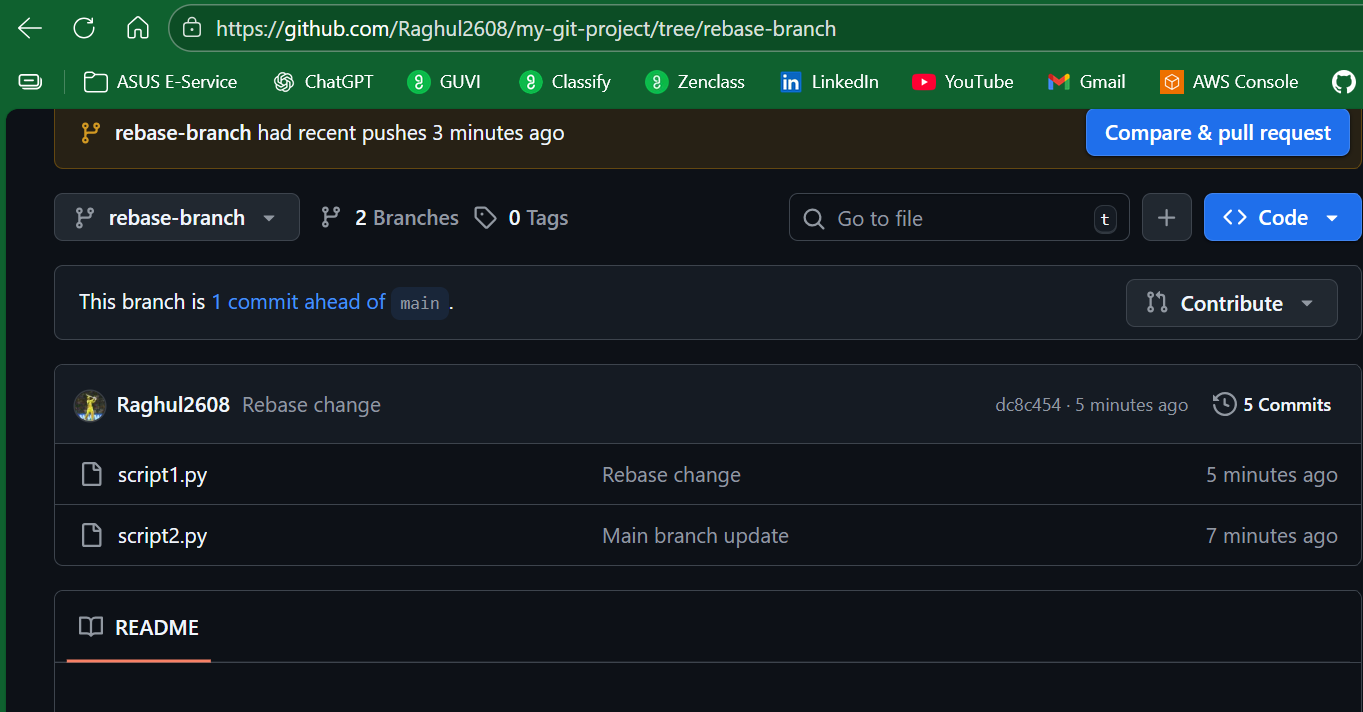 https://github.com/Raghul2608/my-git-project/tree/rebase-branch
ASUS E-Service ChatGPT GUVI Classify Zenclass LinkedIn YouTube Gmail AWS Console
rebase-branch had recent pushes 3 minutes ago Compare & pull request
rebase-branch 2 Branches 0 Tags Go to file t + Code
This branch is 1 commit ahead of main . Contribute
Raghul2608 Rebase change dc8c454 · 5 minutes ago 5 Commits
script1.py Rebase change 5 minutes ago
script2.py Main branch update 7 minutes ago
README